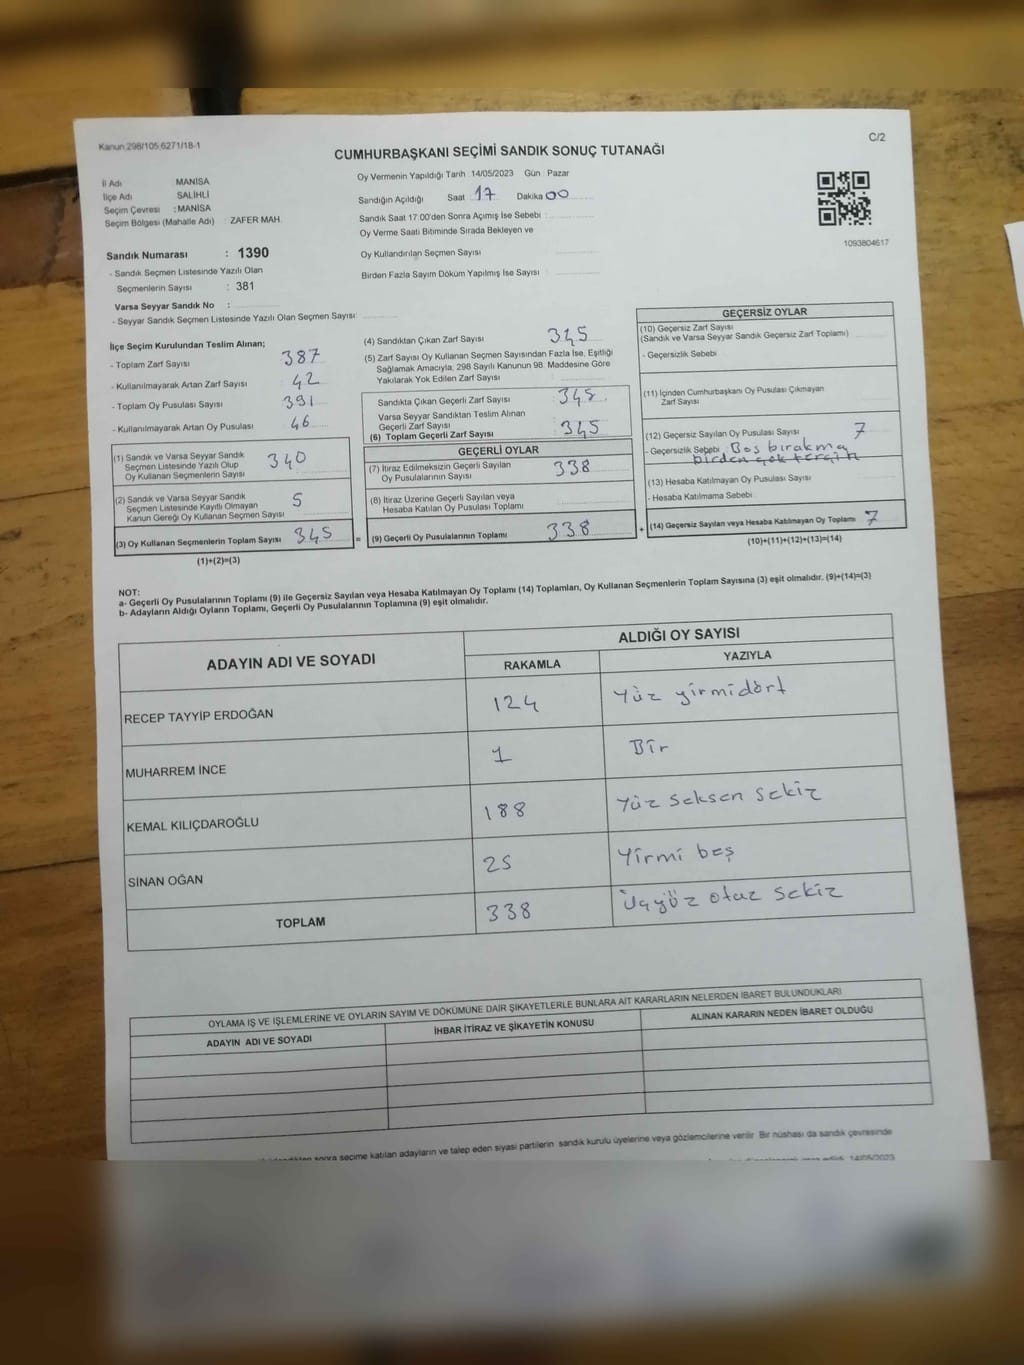 Kanun 298/105 6271/18-1
C/2
CUMHURBAŞKANI SEÇİMİ SANDIK SONUÇ TUTANAĞI
İl Adı MANİSA
İlçe Adı SALİHLİ
Seçim Çevresi : MANİSA
Seçim Bölgesi (Mahalle Adı) : ZAFER MAH.
Sandık Numarası : 1390
- Sandık Seçmen Listesinde Yazılı Olan
Seçmenlerin Sayısı : 381
Varsa Seyyar Sandık No :
- Seyyar Sandık Seçmen Listesinde Yazılı Olan Seçmen Sayısı:
Oy Vermenin Yapıldığı Tarih 14/05/2023 Gün Pazar
Sandığın Açıldığı Saat 17 Dakika 00
Sandık Saat 17:00'den Sonra Açımış İse Sebebi :
Oy Verme Saati Bitiminde Sırada Bekleyen ve
Oy Kullandırılan Seçmen Sayısı
Birden Fazla Sayım Döküm Yapılmış İse Sayısı :
1093804617
İlçe Seçim Kurulundan Teslim Alınan;
- Toplam Zarf Sayısı 387
- Kullanılmayarak Artan Zarf Sayısı 42
- Toplam Oy Pusulası Sayısı 391
- Kullanılmayarak Artan Oy Pusulası 46
(1) Sandık ve Varsa Seyyar Sandık
Seçmen Listesinde Yazılı Olup
Oy Kullanan Seçmenlerin Sayısı 340
(2) Sandık ve Varsa Seyyar Sandık
Seçmen Listesinde Kayıtlı Olmayan
Kanun Gereği Oy Kullanan Seçmen Sayısı 5
(3) Oy Kullanan Seçmenlerin Toplam Sayısı 345
(1)+(2)=(3)
(4) Sandıktan Çıkan Zarf Sayısı 345
(5) Zarf Sayısı Oy Kullanan Seçmen Sayısından Fazla İse, Eşitliği
Sağlamak Amacıyla, 298 Sayılı Kanunun 98. Maddesine Göre
Yakılarak Yok Edilen Zarf Sayısı
Sandıkta Çıkan Geçerli Zarf Sayısı 345
Varsa Seyyar Sandıktan Teslim Alınan
Geçerli Zarf Sayısı
(6) Toplam Geçerli Zarf Sayısı 345
GEÇERLİ OYLAR
(7) İtiraz Edilmeksizin Geçerli Sayılan
Oy Pusulalarının Sayısı 338
(8) İtiraz Üzerine Geçerli Sayılan veya
Hesaba Katılan Oy Pusulası Toplamı
= (9) Geçerli Oy Pusulalarının Toplamı 338
GEÇERSİZ OYLAR
(10) Geçersiz Zarf Sayısı
(Sandık ve Varsa Seyyar Sandık Geçersiz Zarf Toplamı)
- Geçersizlik Sebebi
(11) İçinden Cumhurbaşkanı Oy Pusulası Çıkmayan
Zarf Sayısı
(12) Geçersiz Sayılan Oy Pusulası Sayısı 7
- Geçersizlik Sebebi Boş bırakma
birden çok tercih
(13) Hesaba Katılmayan Oy Pusulası Sayısı
- Hesaba Katılmama Sebebi
+ (14) Geçersiz Sayılan veya Hesaba Katılmayan Oy Toplamı 7
(10)+(11)+(12)+(13)=(14)
NOT:
a- Geçerli Oy Pusulalarının Toplamı (9) ile Geçersiz Sayılan veya Hesaba Katılmayan Oy Toplamı (14) Toplamları, Oy Kullanan Seçmenlerin Toplam Sayısına (3) eşit olmalıdır. (9)+(14)=(3)
b- Adayların Aldığı Oyların Toplamı, Geçerli Oy Pusulalarının Toplamına (9) eşit olmalıdır.
ADAYIN ADI VE SOYADI
ALDIĞI OY SAYISI
RAKAMLA YAZIYLA
RECEP TAYYİP ERDOĞAN 124 Yüz yirmidört
MUHARREM İNCE 1 Bir
KEMAL KILIÇDAROĞLU 188 Yüz seksen sekiz
SİNAN OĞAN 25 Yirmi beş
TOPLAM 338 Üçyüz otuz sekiz
OYLAMA İŞ VE İŞLEMLERİNE VE OYLARIN SAYIM VE DÖKÜMÜNE DAİR ŞİKAYETLERLE BUNLARA AİT KARARLARIN NELERDEN İBARET BULUNDUKLARI
ADAYIN ADI VE SOYADI İHBAR İTİRAZ VE ŞİKAYETİN KONUSU ALINAN KARARIN NEDEN İBARET OLDUĞU
sonra seçime katılan adayların ve talep eden siyasi partilerin sandık kurulu üyelerine veya gözlemcilerine verilir Bir nüshası da sandık çevresinde
14/05/2023